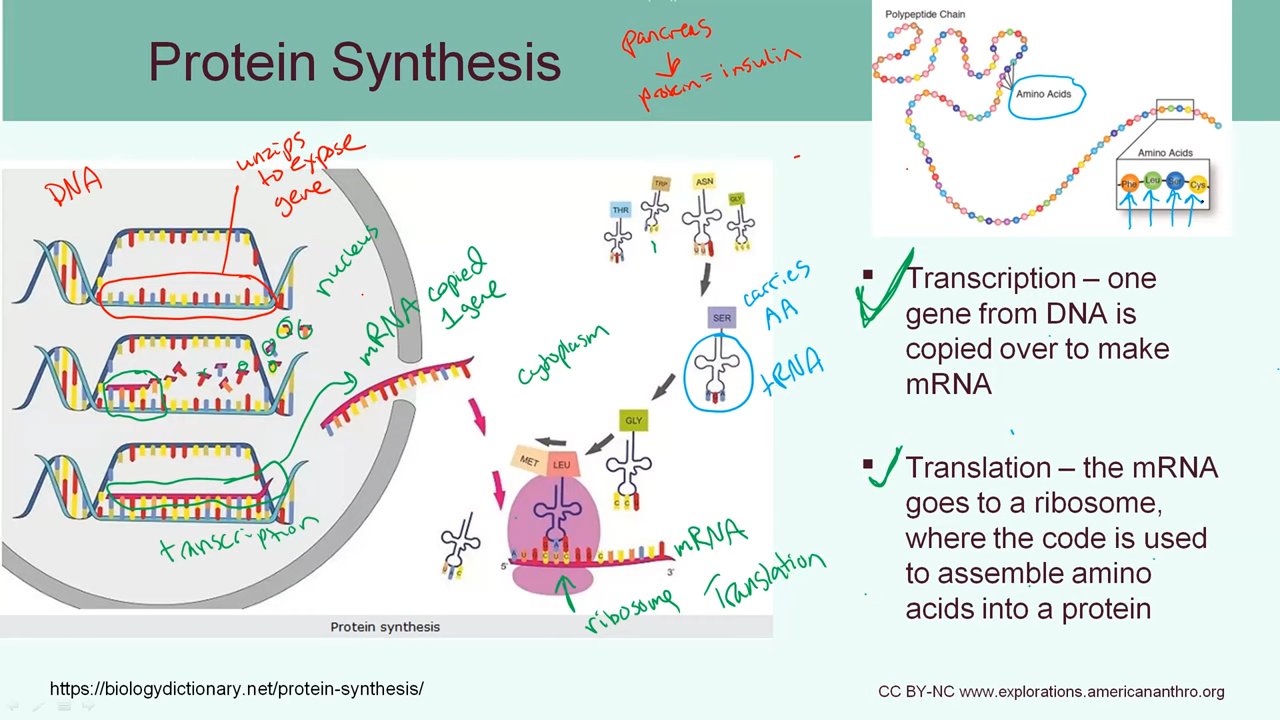 Protein Synthesis
pancreas
protein = insulin
Polypeptide Chain
Amino Acids
Amino Acids
Phe Leu Ser Cys
DNA
unzips
to expose
gene
nucleus
mRNA copied
1 gene
cytoplasm
transcription
THR
TRP
ASN
GLY
SER
carries
AA
tRNA
GLY
MET
LEU
5'
3'
mRNA
ribosome
Translation
Protein synthesis
Transcription – one
gene from DNA is
copied over to make
mRNA
Translation – the mRNA
goes to a ribosome,
where the code is used
to assemble amino
acids into a protein
https://biologydictionary.net/protein-synthesis/
CC BY-NC www.explorations.americananthro.org